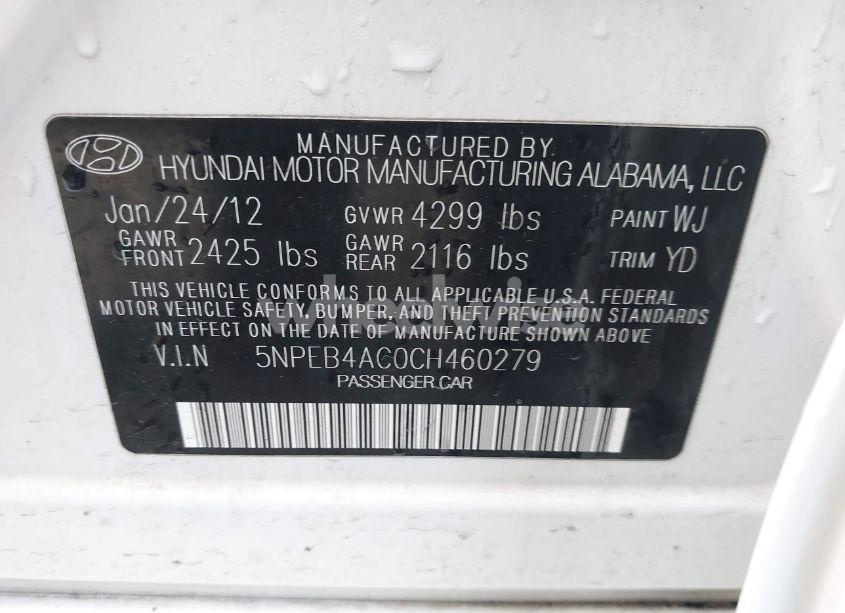 MANUFACTURED BY
HYUNDAI MOTOR MANUFACTURING ALABAMA, LLC
Jan/24/12 GVWR 4299 lbs PAINT WJ
GAWR FRONT 2425 lbs GAWR REAR 2116 lbs TRIM YD
THIS VEHICLE CONFORMS TO ALL APPLICABLE U.S.A. FEDERAL
MOTOR VEHICLE SAFETY, BUMPER, AND THEFT PREVENTION STANDARDS
IN EFFECT ON THE DATE OF MANUFACTURE SHOWN ABOVE
V.I.N 5NPEB4AC0CH460279
PASSENGER CAR